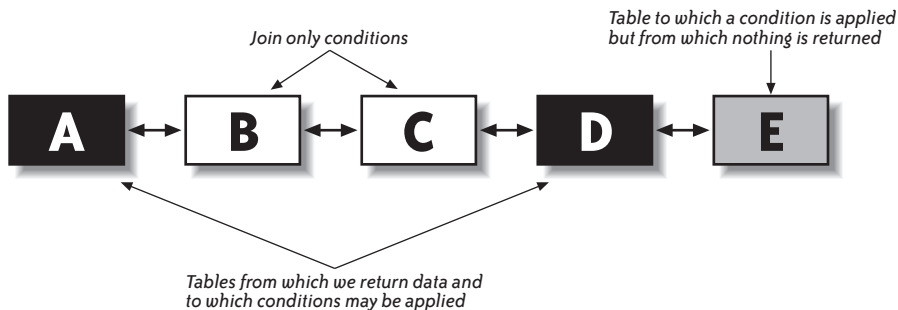 Table to which a condition is applied
but from which nothing is returned
Join only conditions
A
B
C
D
E
Tables from which we return data and
to which conditions may be applied